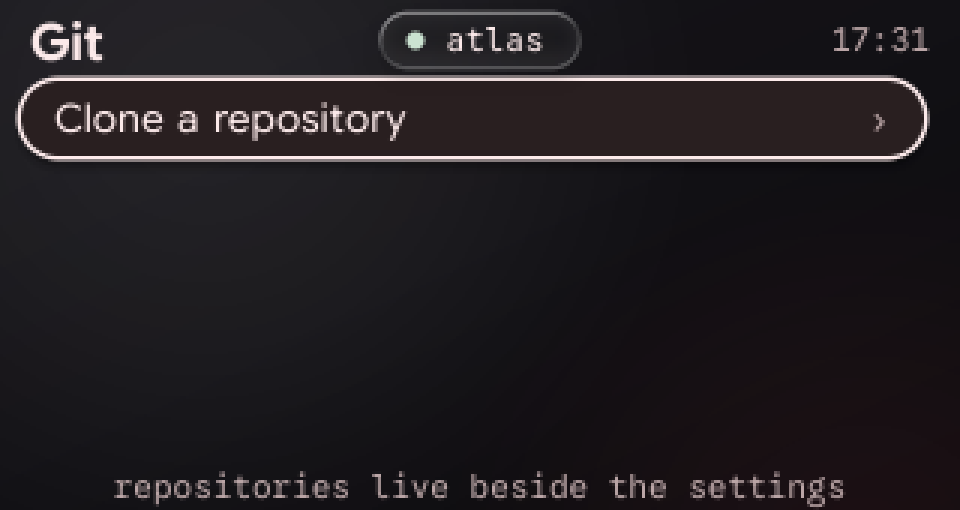 Git
atlas
17:31
Clone a repository ›
repositories live beside the settings